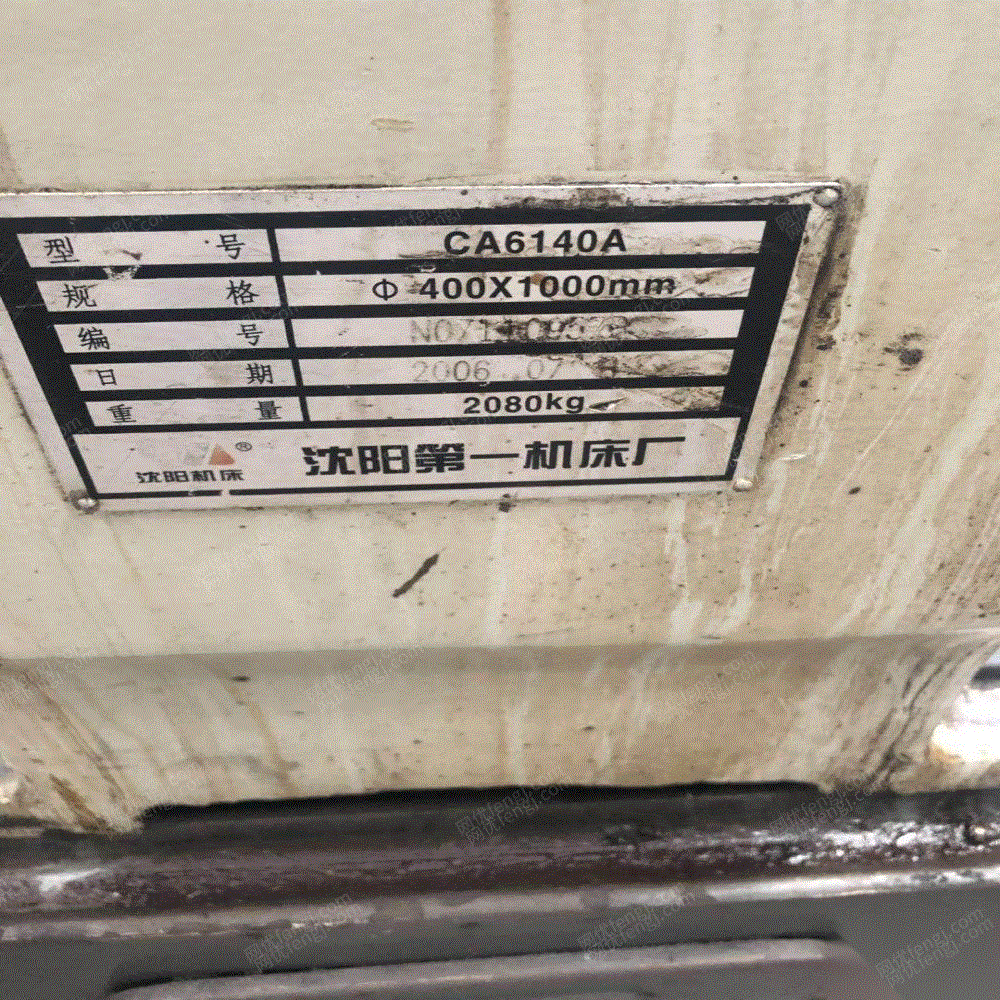 型号 CA6140A
规格 Φ 400X1000mm
编号
日期 2006.07
重量 2080kg
沈阳机床® 沈阳第一机床厂